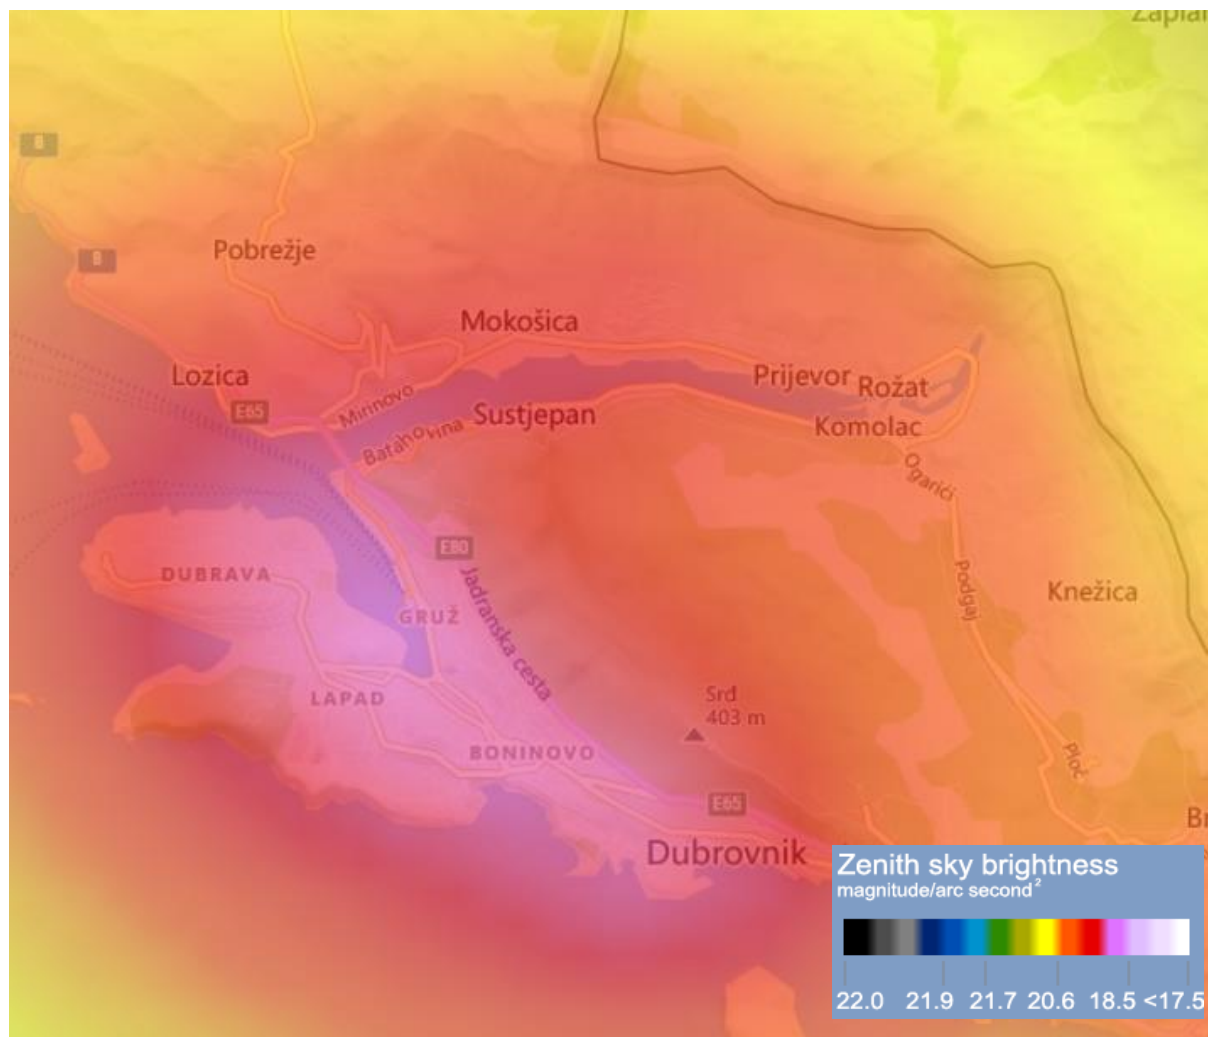 8
8
Pobrežje
Mokošica
Lozica
Prijevor
Rožat
E65
Mirinovo
Sustjepan
Komolac
Batahovina
Ogarići
E80
DUBRAVA
Jadranska cesta
Podgaj
Knežica
GRUŽ
LAPAD
Srđ
403 m
BONINOVO
Ploč
E65
Dubrovnik
Zenith sky brightness
magnitude/arc second²
22.0 21.9 21.7 20.6 18.5 <17.5